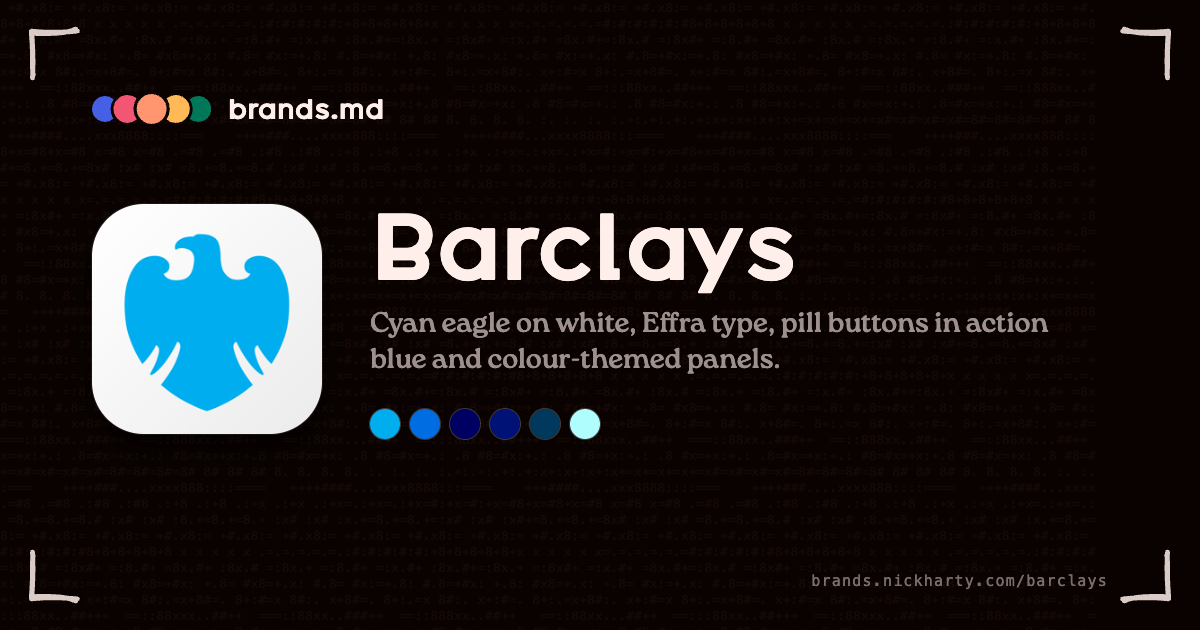 brands.md
Barclays
Cyan eagle on white, Effra type, pill buttons in action
blue and colour-themed panels.
brands.nickharty.com/barclays